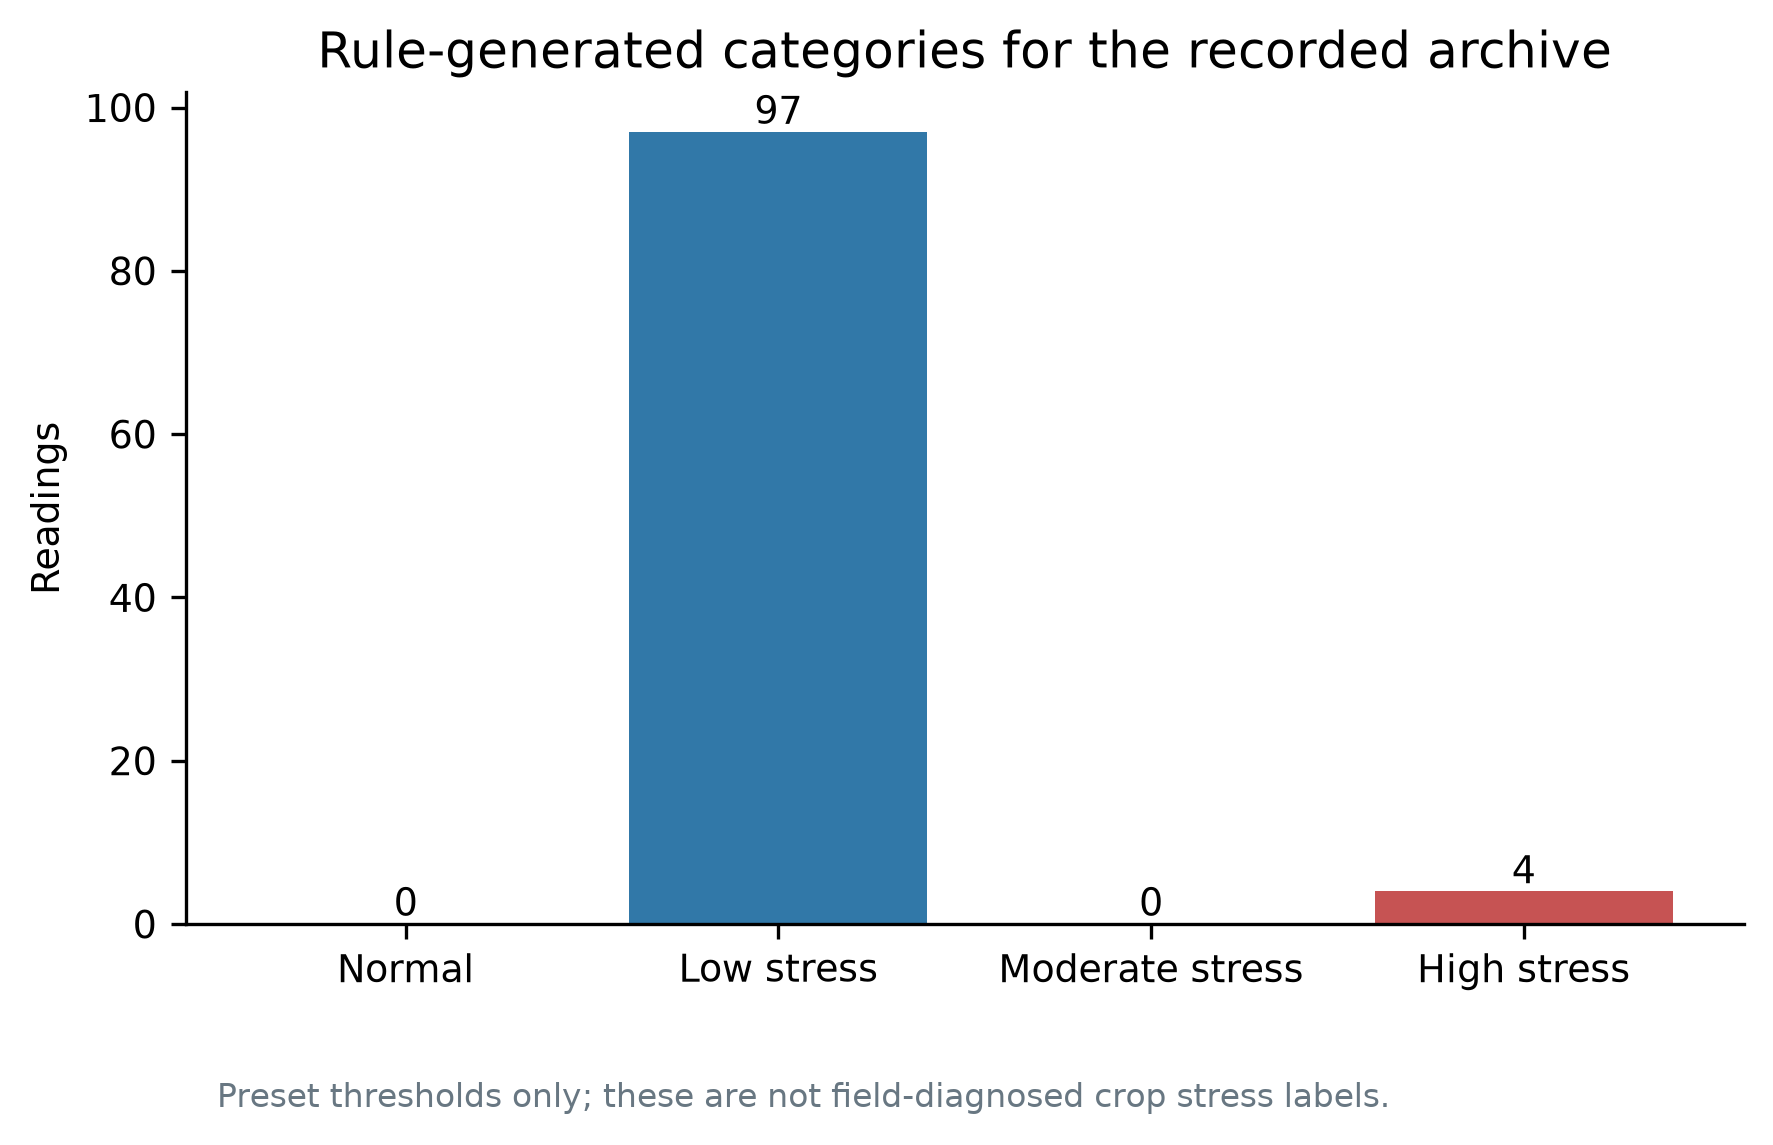 Rule-generated categories for the recorded archive
Readings
100
80
60
40
20
0
0
97
0
4
Normal
Low stress
Moderate stress
High stress
Preset thresholds only; these are not field-diagnosed crop stress labels.